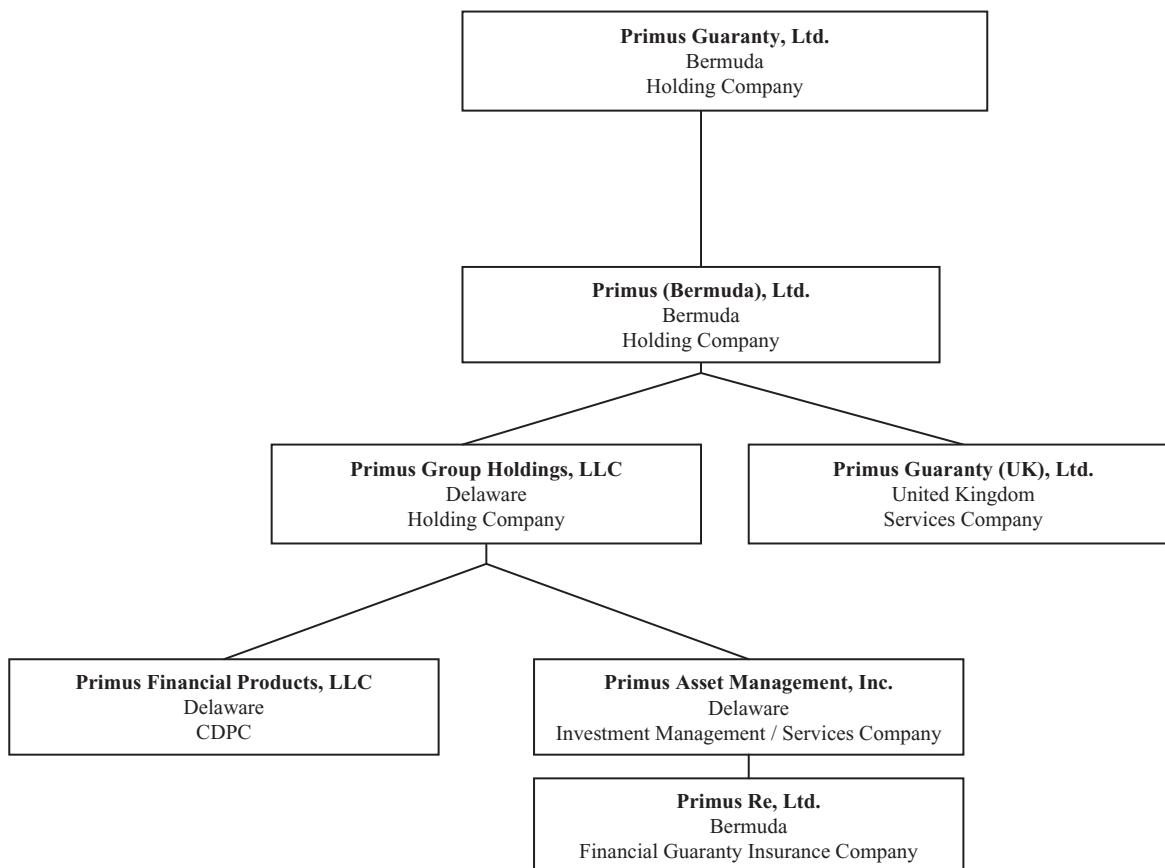 Primus Guaranty, Ltd.
Bermuda
Holding Company
Primus (Bermuda), Ltd.
Bermuda
Holding Company
Primus Group Holdings, LLC
Delaware
Holding Company
Primus Guaranty (UK), Ltd.
United Kingdom
Services Company
Primus Financial Products, LLC
Delaware
CDPC
Primus Asset Management, Inc.
Delaware
Investment Management / Services Company
Primus Re, Ltd.
Bermuda
Financial Guaranty Insurance Company